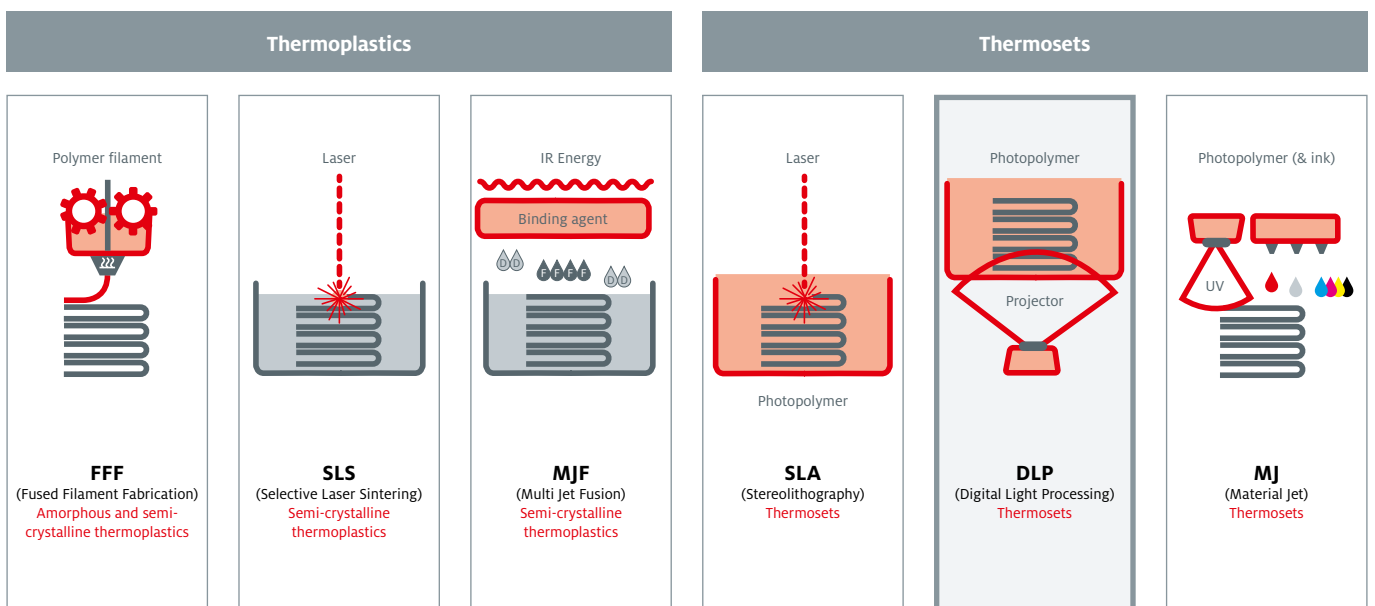 Thermoplastics
Thermosets
Polymer filament
FFF
(Fused Filament Fabrication)
Amorphous and semi-
crystalline thermoplastics
Laser
SLS
(Selective Laser Sintering)
Semi-crystalline
thermoplastics
IR Energy
Binding agent
D D
F F F F
D D
MJF
(Multi Jet Fusion)
Semi-crystalline
thermoplastics
Laser
Photopolymer
SLA
(Stereolithography)
Thermosets
Photopolymer
Projector
DLP
(Digital Light Processing)
Thermosets
Photopolymer (& ink)
UV
MJ
(Material Jet)
Thermosets